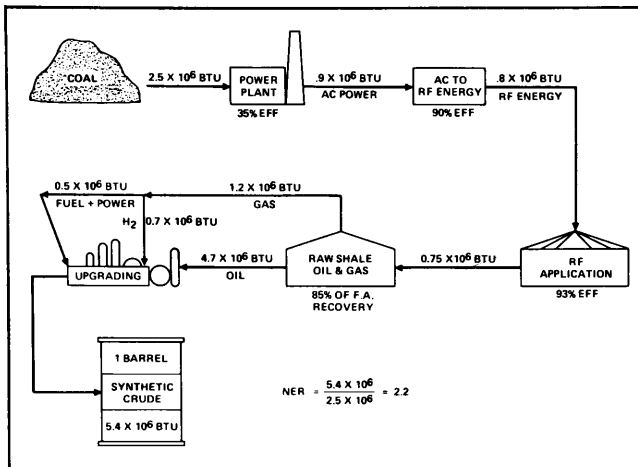 COAL
2.5 X 10⁶ BTU
POWER
PLANT
35% EFF
.9 X 10⁶ BTU
AC POWER
AC TO
RF ENERGY
90% EFF
.8 X 10⁶ BTU
RF ENERGY
0.5 X 10⁶ BTU
FUEL + POWER
H₂
0.7 X 10⁶ BTU
1.2 X 10⁶ BTU
GAS
UPGRADING
4.7 X 10⁶ BTU
OIL
RAW SHALE
OIL & GAS
85% OF F.A.
RECOVERY
0.75 X10⁶ BTU
RF
APPLICATION
93% EFF
1 BARREL
SYNTHETIC
CRUDE
5.4 X 10⁶ BTU
NER = 5.4 X 10⁶ / 2.5 X 10⁶ = 2.2